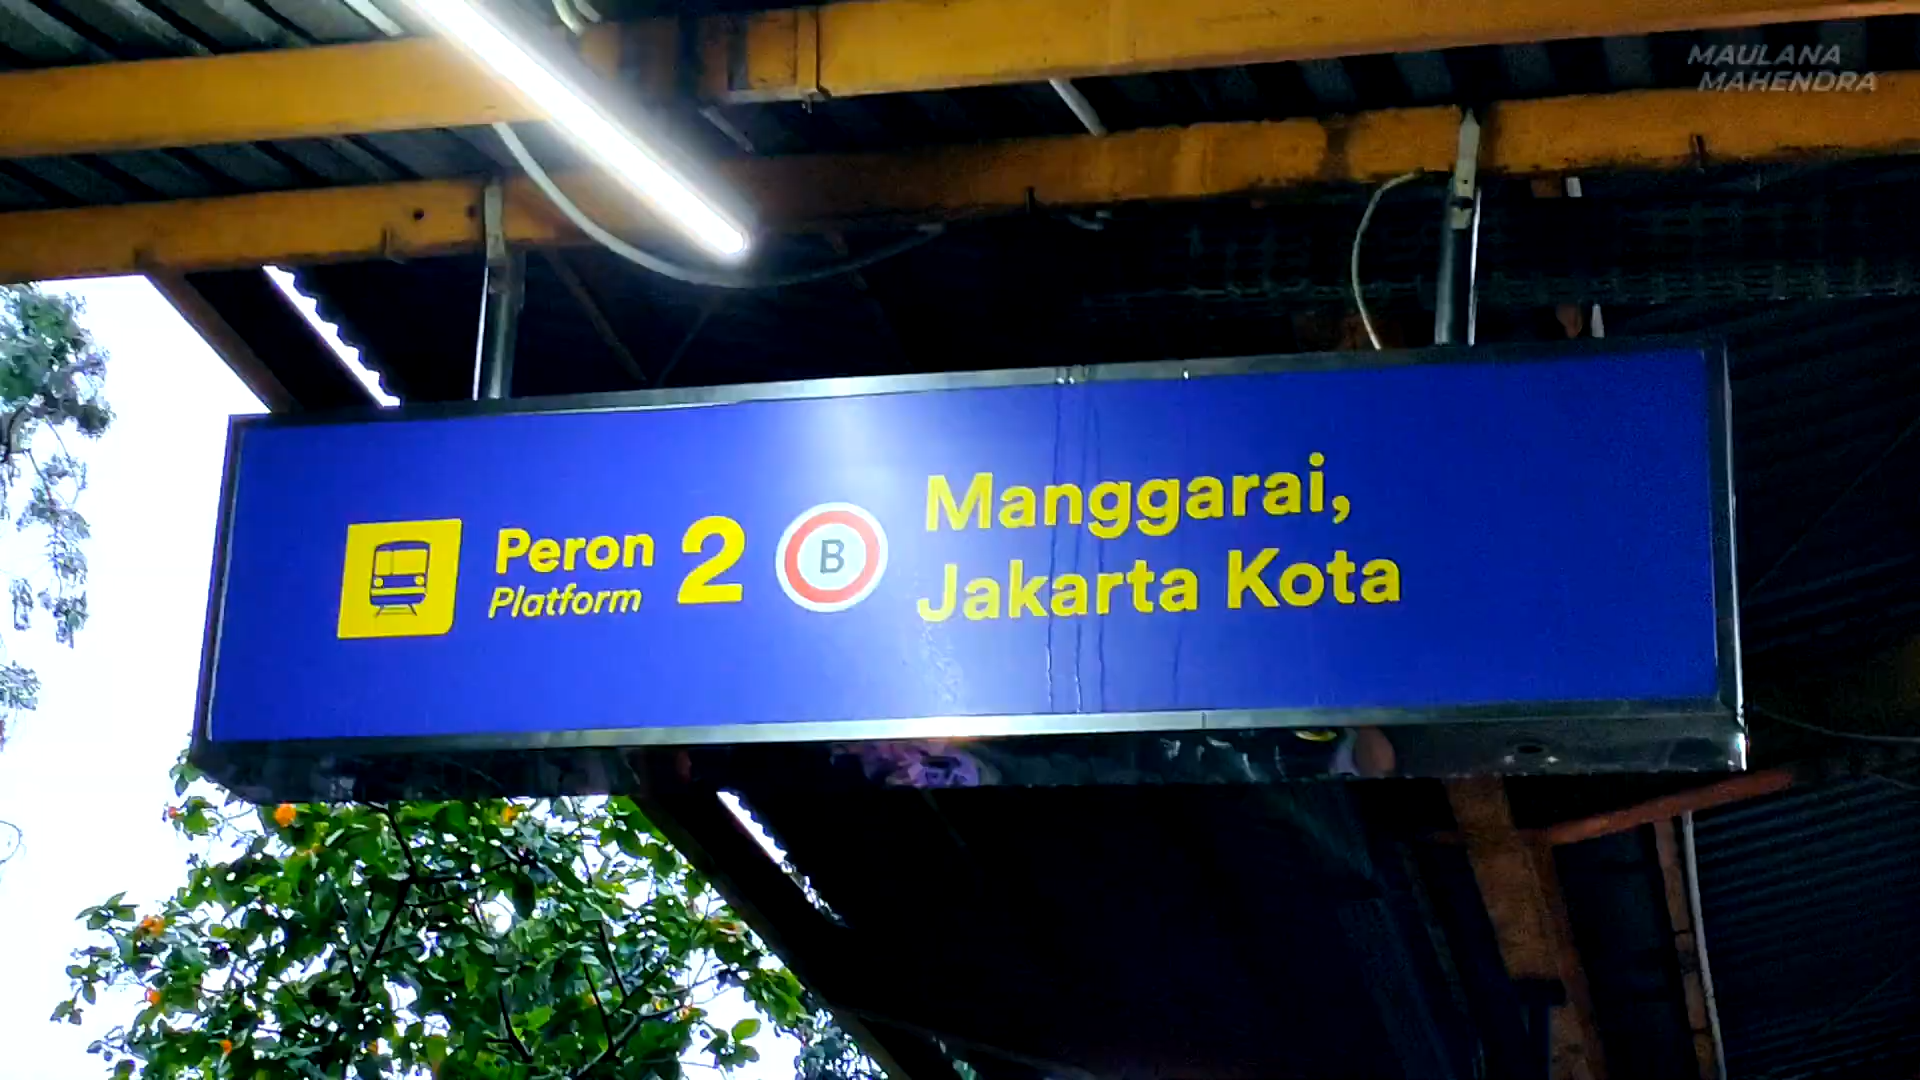 MAULANA
MAHENDRA
Peron 2
Platform
B
Manggarai,
Jakarta Kota